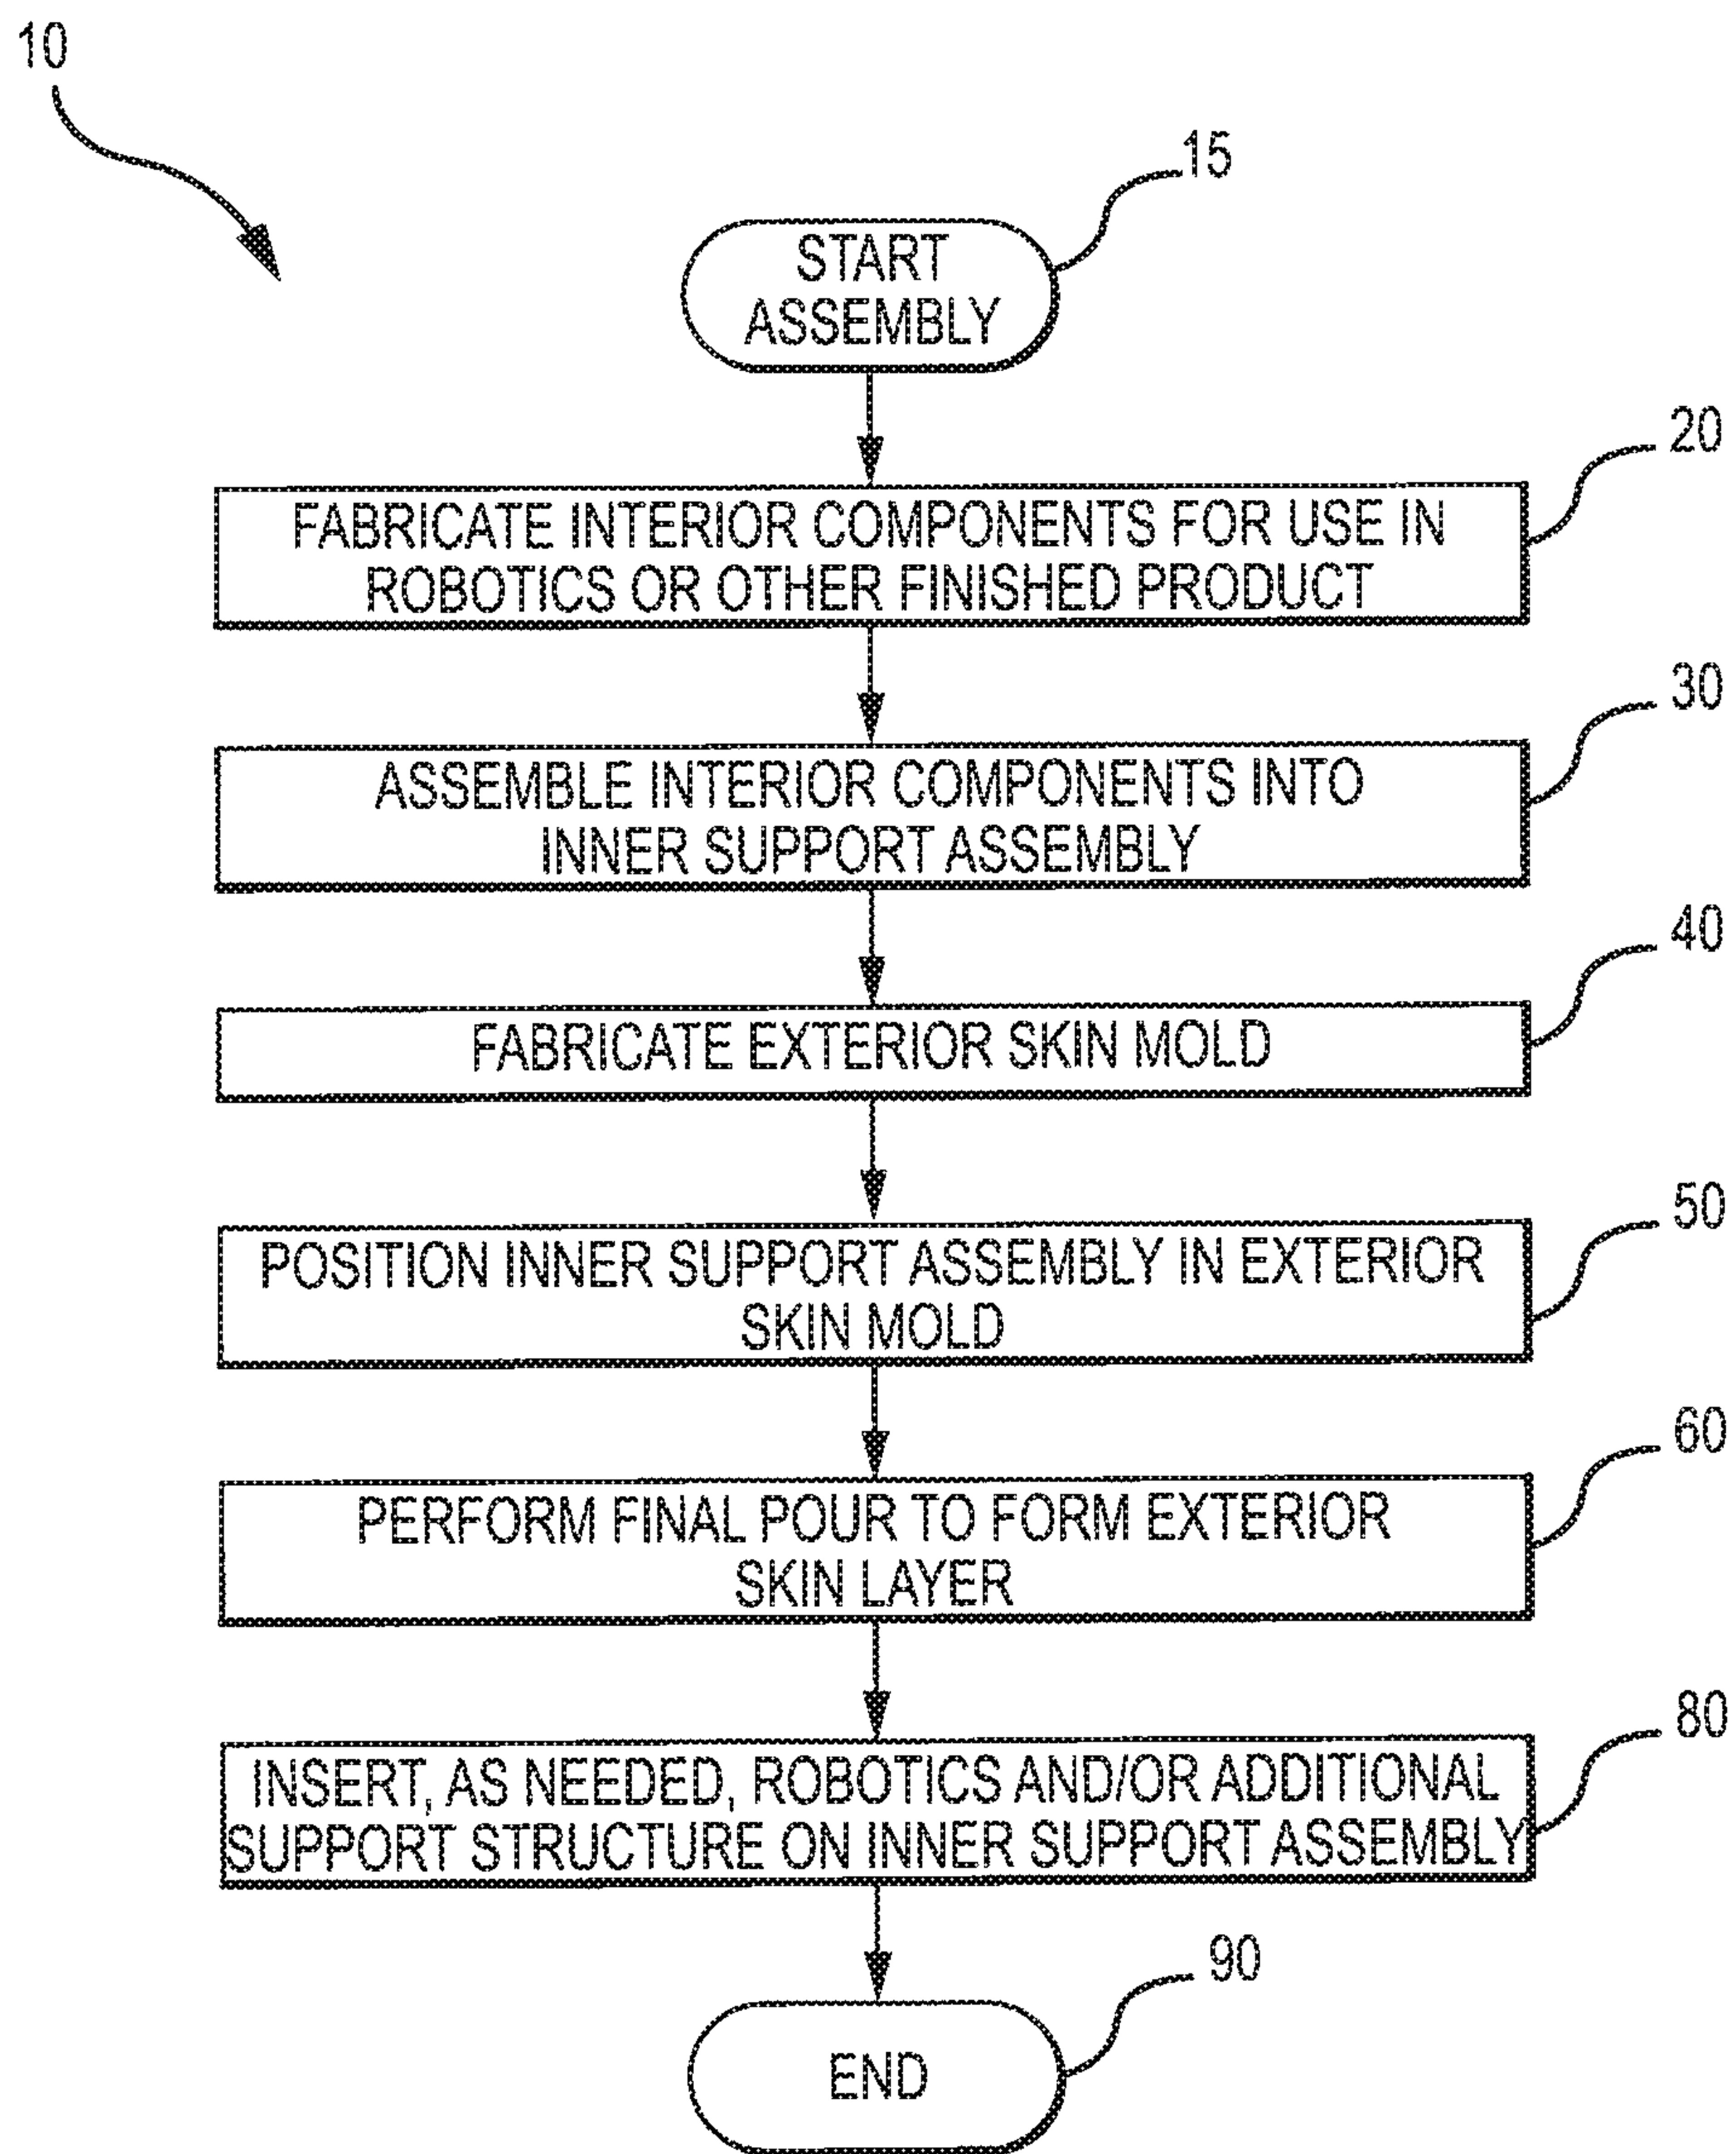 10
15
START
ASSEMBLY
20
FABRICATE INTERIOR COMPONENTS FOR USE IN
ROBOTICS OR OTHER FINISHED PRODUCT
30
ASSEMBLE INTERIOR COMPONENTS INTO
INNER SUPPORT ASSEMBLY
40
FABRICATE EXTERIOR SKIN MOLD
50
POSITION INNER SUPPORT ASSEMBLY IN EXTERIOR
SKIN MOLD
60
PERFORM FINAL POUR TO FORM EXTERIOR
SKIN LAYER
80
INSERT, AS NEEDED, ROBOTICS AND/OR ADDITIONAL
SUPPORT STRUCTURE ON INNER SUPPORT ASSEMBLY
90
END